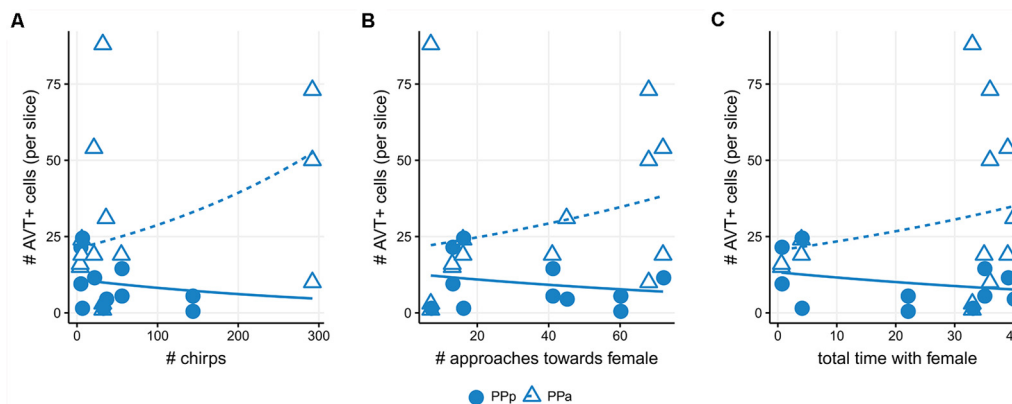 A
B
C
# AVT+ cells (per slice)
75
50
25
0
0
100
200
300
# chirps
# AVT+ cells (per slice)
75
50
25
0
20
40
60
# approaches towards female
# AVT+ cells (per slice)
75
50
25
0
0
10
20
30
total time with female
PPp
PPa